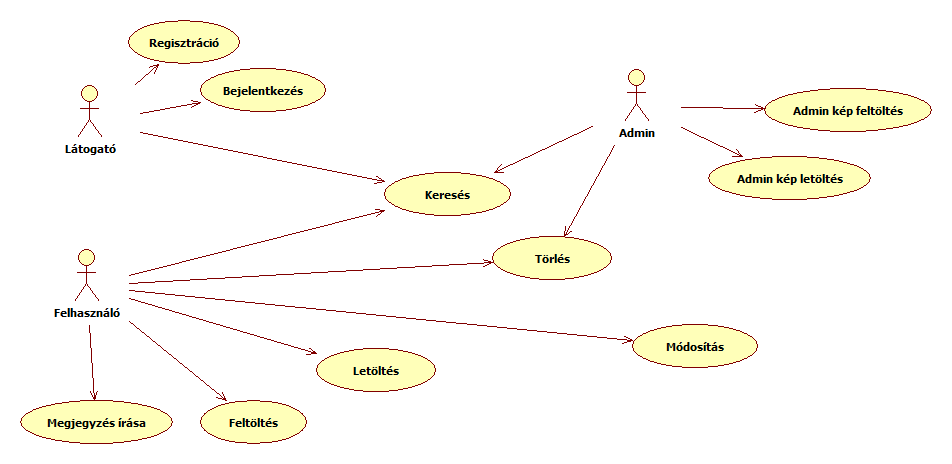 Regisztráció
Bejelentkezés
Látogató
Admin
Admin kép feltöltés
Admin kép letöltés
Keresés
Törlés
Felhasználó
Módosítás
Letöltés
Megjegyzés írása
Feltöltés